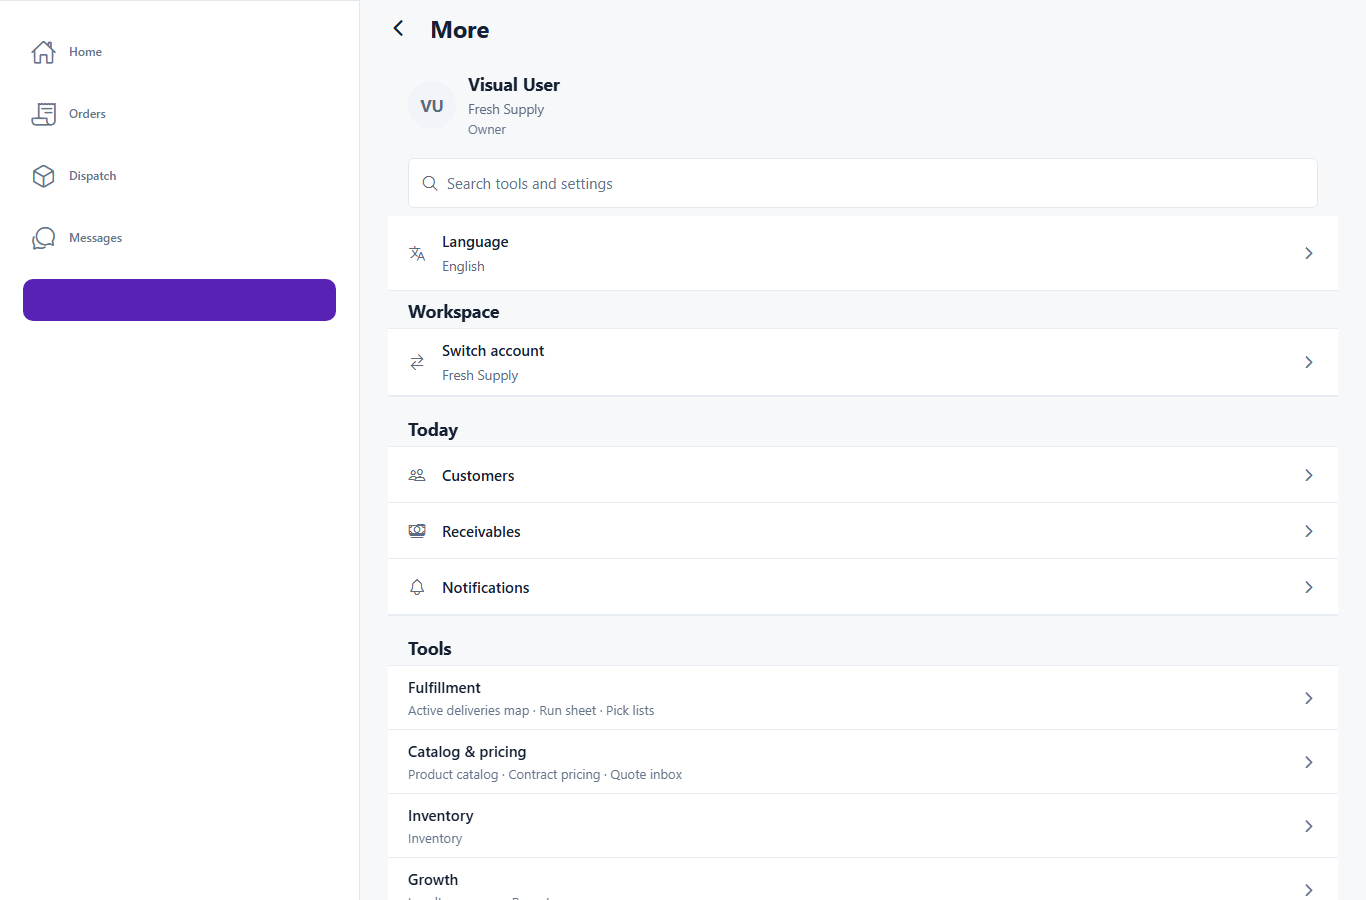 Home
Orders
Dispatch
Messages
More
VU
Visual User
Fresh Supply
Owner
Search tools and settings
Language
English
Workspace
Switch account
Fresh Supply
Today
Customers
Receivables
Notifications
Tools
Fulfillment
Active deliveries map · Run sheet · Pick lists
Catalog & pricing
Product catalog · Contract pricing · Quote inbox
Inventory
Inventory
Growth